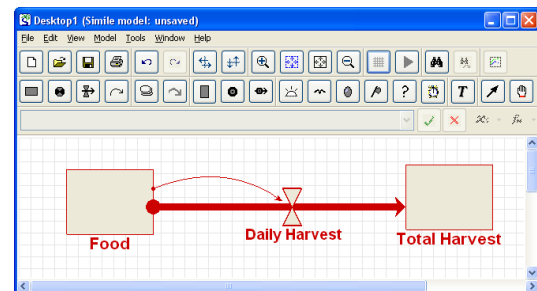 Desktop1 (Simile model: unsaved)
File Edit View Model Tools Window Help
? T
Food
Daily Harvest
Total Harvest